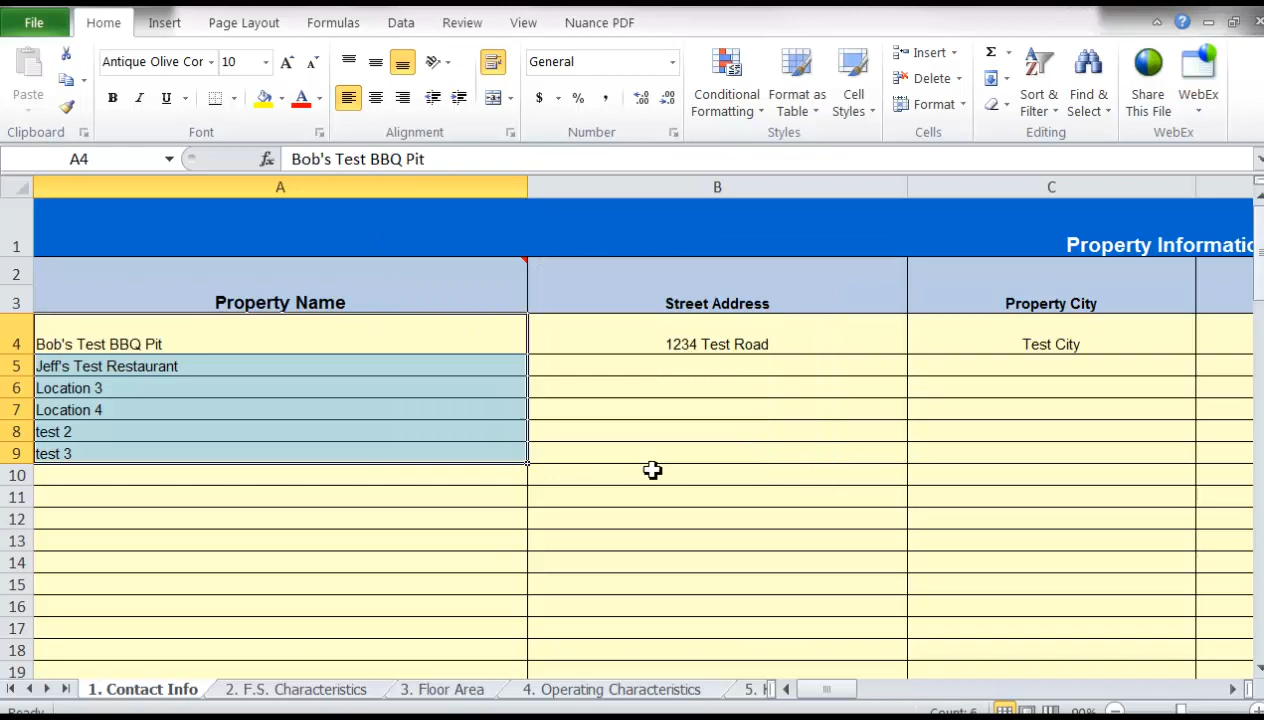 File Home Insert Page Layout Formulas Data Review View Nuance PDF
Antique Olive Cor 10 General Insert Σ
Paste Conditional Format as Cell Delete Sort & Find & Share WebEx
B I U $ % , Formatting Table Styles Format Filter Select This File
Clipboard Font Alignment Number Styles Cells Editing WebEx
A4 fx Bob's Test BBQ Pit
A B C
1 Property Informatio
2
3 Property Name Street Address Property City
4 Bob's Test BBQ Pit 1234 Test Road Test City
5 Jeff's Test Restaurant
6 Location 3
7 Location 4
8 test 2
9 test 3
10
11
12
13
14
15
16
17
18
19
1. Contact Info 2. F.S. Characteristics 3. Floor Area 4. Operating Characteristics 5.
Ready Count: 6 90%